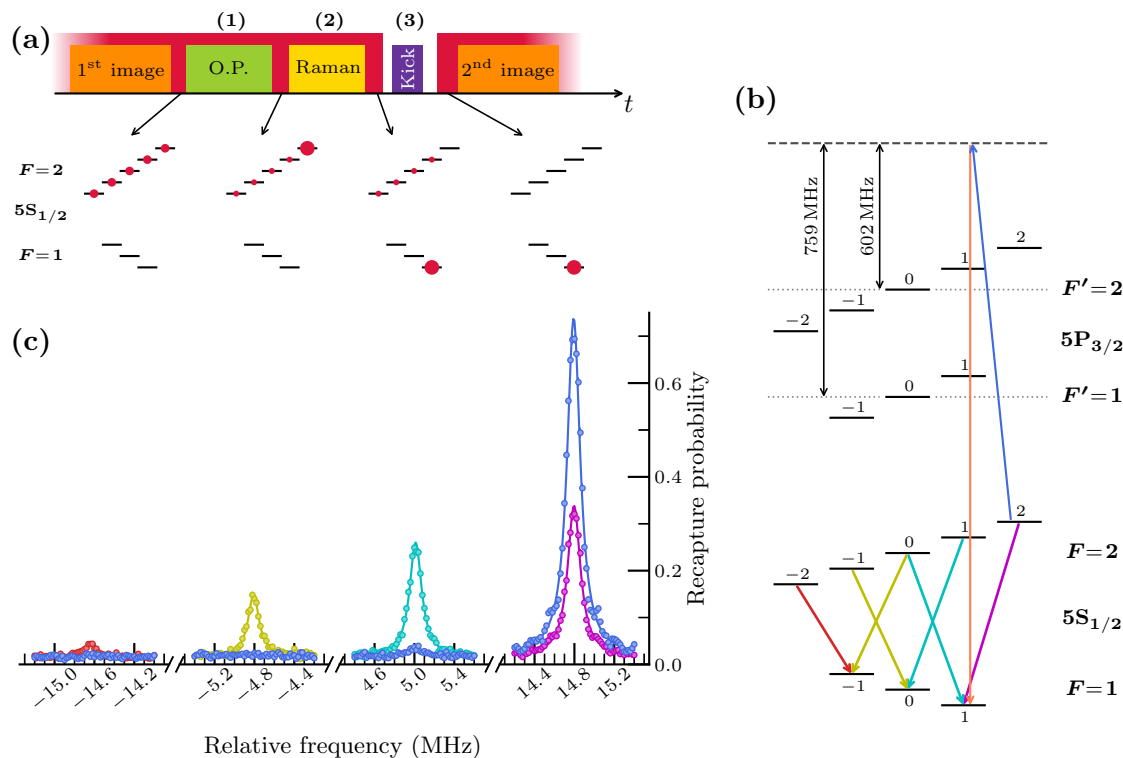 (a)
(1) (2) (3)
1st image O.P. Raman Kick 2nd image
t
F=2
5S1/2
F=1
(b)
759 MHz
602 MHz
2
1
0
−1
−2
F′=2
5P3/2
1
0
−1
F′=1
2
1
0
−1
−2
F=2
5S1/2
−1
0
1
F=1
(c)
0.6
0.4
0.2
0.0
Recapture probability
−15.0 −14.6 −14.2 −5.2 −4.8 −4.4 4.6 5.0 5.4 14.4 14.8 15.2
Relative frequency (MHz)